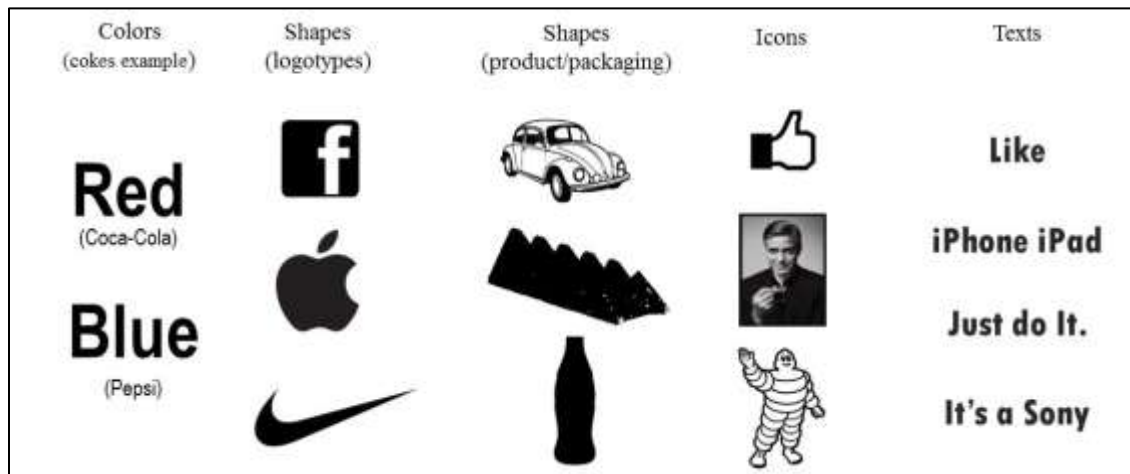 Colors
(cokes example)
Shapes
(logotypes)
Shapes
(product/packaging)
Icons
Texts
Red
(Coca-Cola)
Blue
(Pepsi)
f
Like
iPhone iPad
Just do It.
It's a Sony